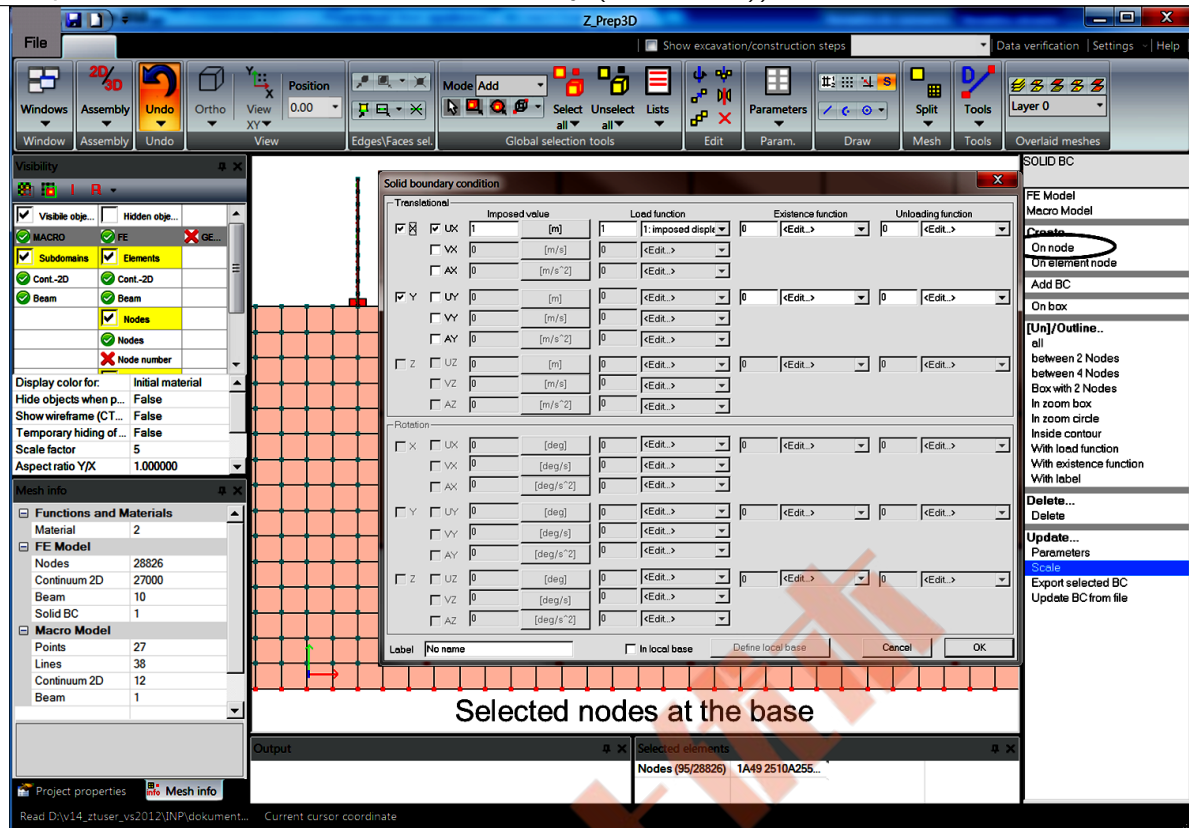 Z_Prep3D
File
Show excavation/construction steps
Data verification | Settings
Help
Windows
Assembly
Undo
Ortho
View
XY
Position
0.00
Mode
Add
Select all
Unselect all
Lists
Parameters
Split
Tools
Layer 0
Window
Assembly
Undo
View
Edges\Faces sel.
Global selection tools
Edit
Param.
Draw
Mesh
Tools
Overlaid meshes
Visibility
Visibile obje...
Hidden obje...
MACRO
FE
GE...
Subdomains
Elements
Cont.-2D
Cont.-2D
Beam
Beam
Nodes
Nodes
Node number
Display color for: Initial material
Hide objects when p... False
Show wireframe (CT... False
Temporary hiding of ... False
Scale factor 5
Aspect ratio Y/X 1.000000
Mesh info
Functions and Materials
Material 2
FE Model
Nodes 28826
Continuum 2D 27000
Beam 10
Solid BC 1
Macro Model
Points 27
Lines 38
Continuum 2D 12
Beam 1
Project properties
Mesh info
Read D:\v14_ztuser_vs2012\INP\dokument...
Current cursor coordinate
Solid boundary condition
Translational
Imposed value
Load function
Existence function
Unloading function
X UX 1 [m] 1 1: imposed disple 0 <Edit..> 0 <Edit..>
VX 0 [m/s] 0 <Edit..>
AX 0 [m/s^2] 0 <Edit..>
Y UY 0 [m] 0 <Edit..> 0 <Edit..> 0 <Edit..>
VY 0 [m/s] 0 <Edit..>
AY 0 [m/s^2] 0 <Edit..>
Z UZ 0 [m] 0 <Edit..> 0 <Edit..> 0 <Edit..>
VZ 0 [m/s] 0 <Edit..>
AZ 0 [m/s^2] 0 <Edit..>
Rotation
X UX 0 [deg] 0 <Edit..> 0 <Edit..> 0 <Edit..>
VX 0 [deg/s] 0 <Edit..>
AX 0 [deg/s^2] 0 <Edit..>
Y UY 0 [deg] 0 <Edit..> 0 <Edit..> 0 <Edit..>
VY 0 [deg/s] 0 <Edit..>
AY 0 [deg/s^2] 0 <Edit..>
Z UZ 0 [deg] 0 <Edit..> 0 <Edit..> 0 <Edit..>
VZ 0 [deg/s] 0 <Edit..>
AZ 0 [deg/s^2] 0 <Edit..>
Label No name
In local base
Define local base
Cancel
OK
Selected nodes at the base
Output
Selected elements
Nodes (95/28826) 1A49 2510A255...
SOLID BC
FE Model
Macro Model
Create...
On node
On element node
Add BC
On box
[Un]/Outline..
all
between 2 Nodes
between 4 Nodes
Box with 2 Nodes
In zoom box
In zoom circle
Inside contour
With load function
With existence function
With label
Delete...
Delete
Update...
Parameters
Scale
Export selected BC
Update BC from file